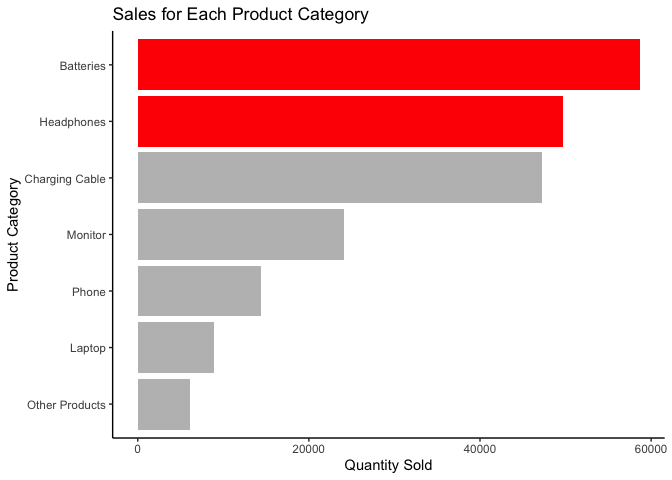 Sales for Each Product Category
Product Category
Batteries
Headphones
Charging Cable
Monitor
Phone
Laptop
Other Products
0 20000 40000 60000
Quantity Sold